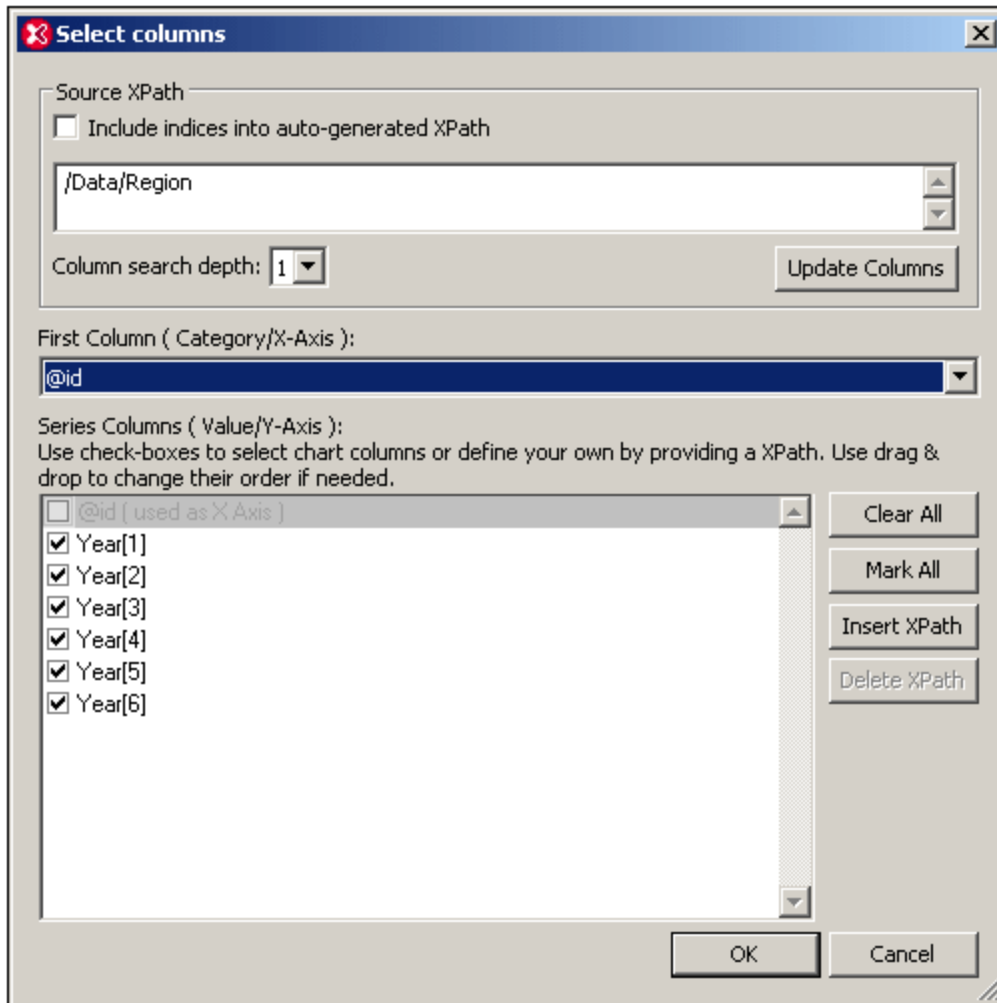 Select columns
Source XPath
Include indices into auto-generated XPath
/Data/Region
Column search depth: 1
Update Columns
First Column ( Category/X-Axis ):
@id
Series Columns ( Value/Y-Axis ):
Use check-boxes to select chart columns or define your own by providing a XPath. Use drag &
drop to change their order if needed.
@id ( used as X Axis )
Year[1]
Year[2]
Year[3]
Year[4]
Year[5]
Year[6]
Clear All
Mark All
Insert XPath
Delete XPath
OK
Cancel